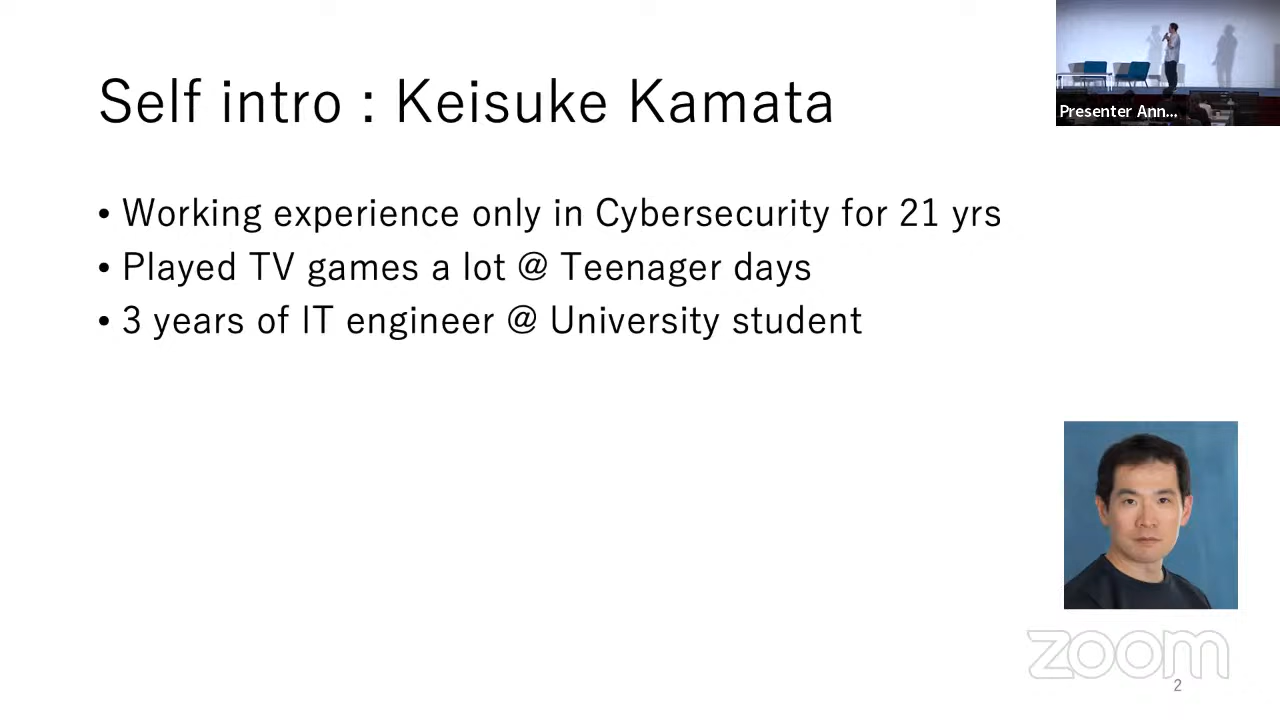 Self intro : Keisuke Kamata
• Working experience only in Cybersecurity for 21 yrs
• Played TV games a lot @ Teenager days
• 3 years of IT engineer @ University student
Presenter Ann...
zoom
2